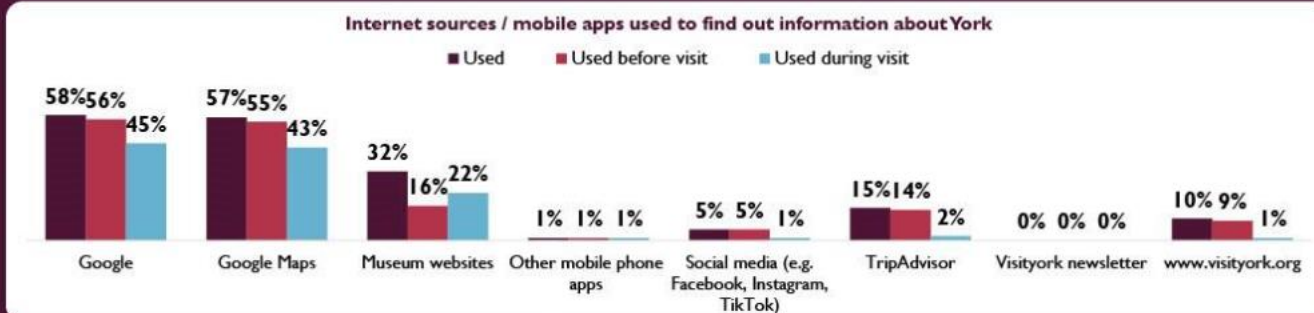 Internet sources / mobile apps used to find out information about York
Used Used before visit Used during visit
58% 56% 45% 57% 55% 43% 32% 16% 22% 1% 1% 1% 5% 5% 1% 15% 14% 2% 0% 0% 0% 10% 9% 1%
Google Google Maps Museum websites Other mobile phone apps Social media (e.g. Facebook, Instagram, TikTok) TripAdvisor Visityork newsletter www.visityork.org